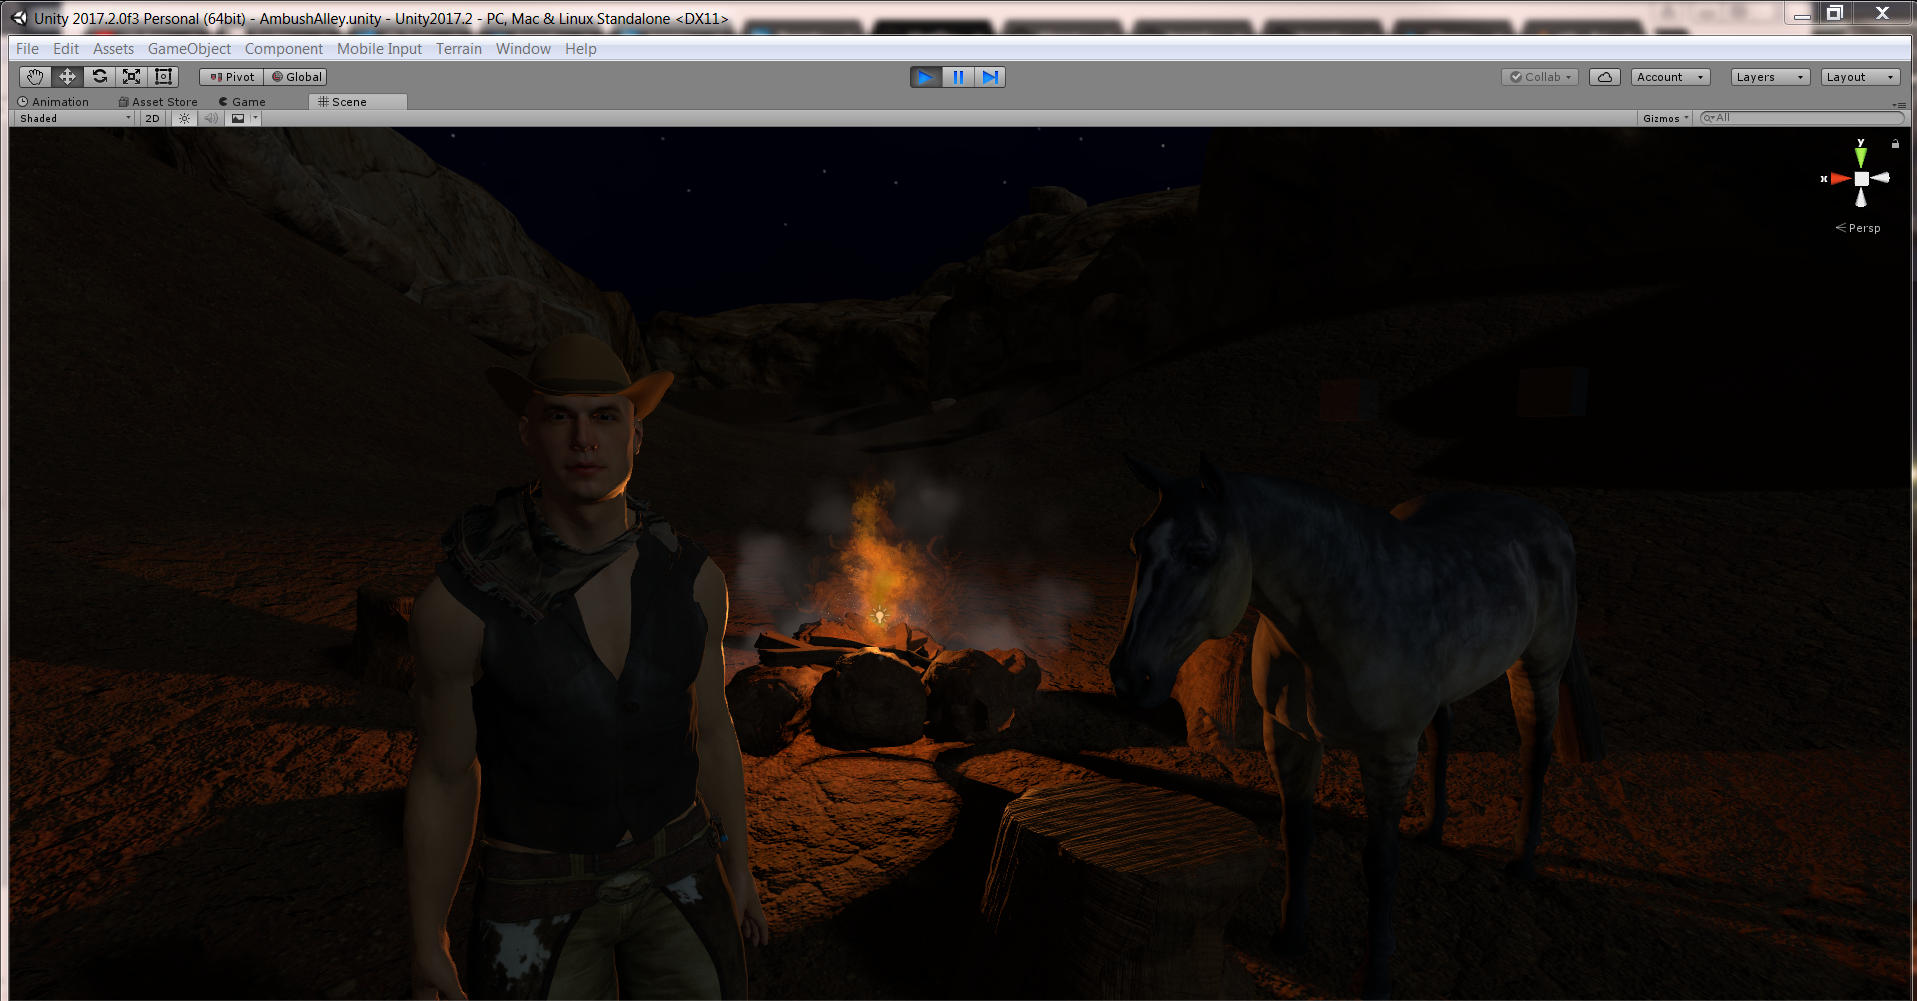 Unity 2017.2.0f3 Personal (64bit) - AmbushAlley.unity - Unity2017.2 - PC, Mac & Linux Standalone <DX11>
File Edit Assets GameObject Component Mobile Input Terrain Window Help
Pivot Global Collab Account Layers Layout
Animation Asset Store Game Scene
Shaded 2D Gizmos All
y
x
Persp